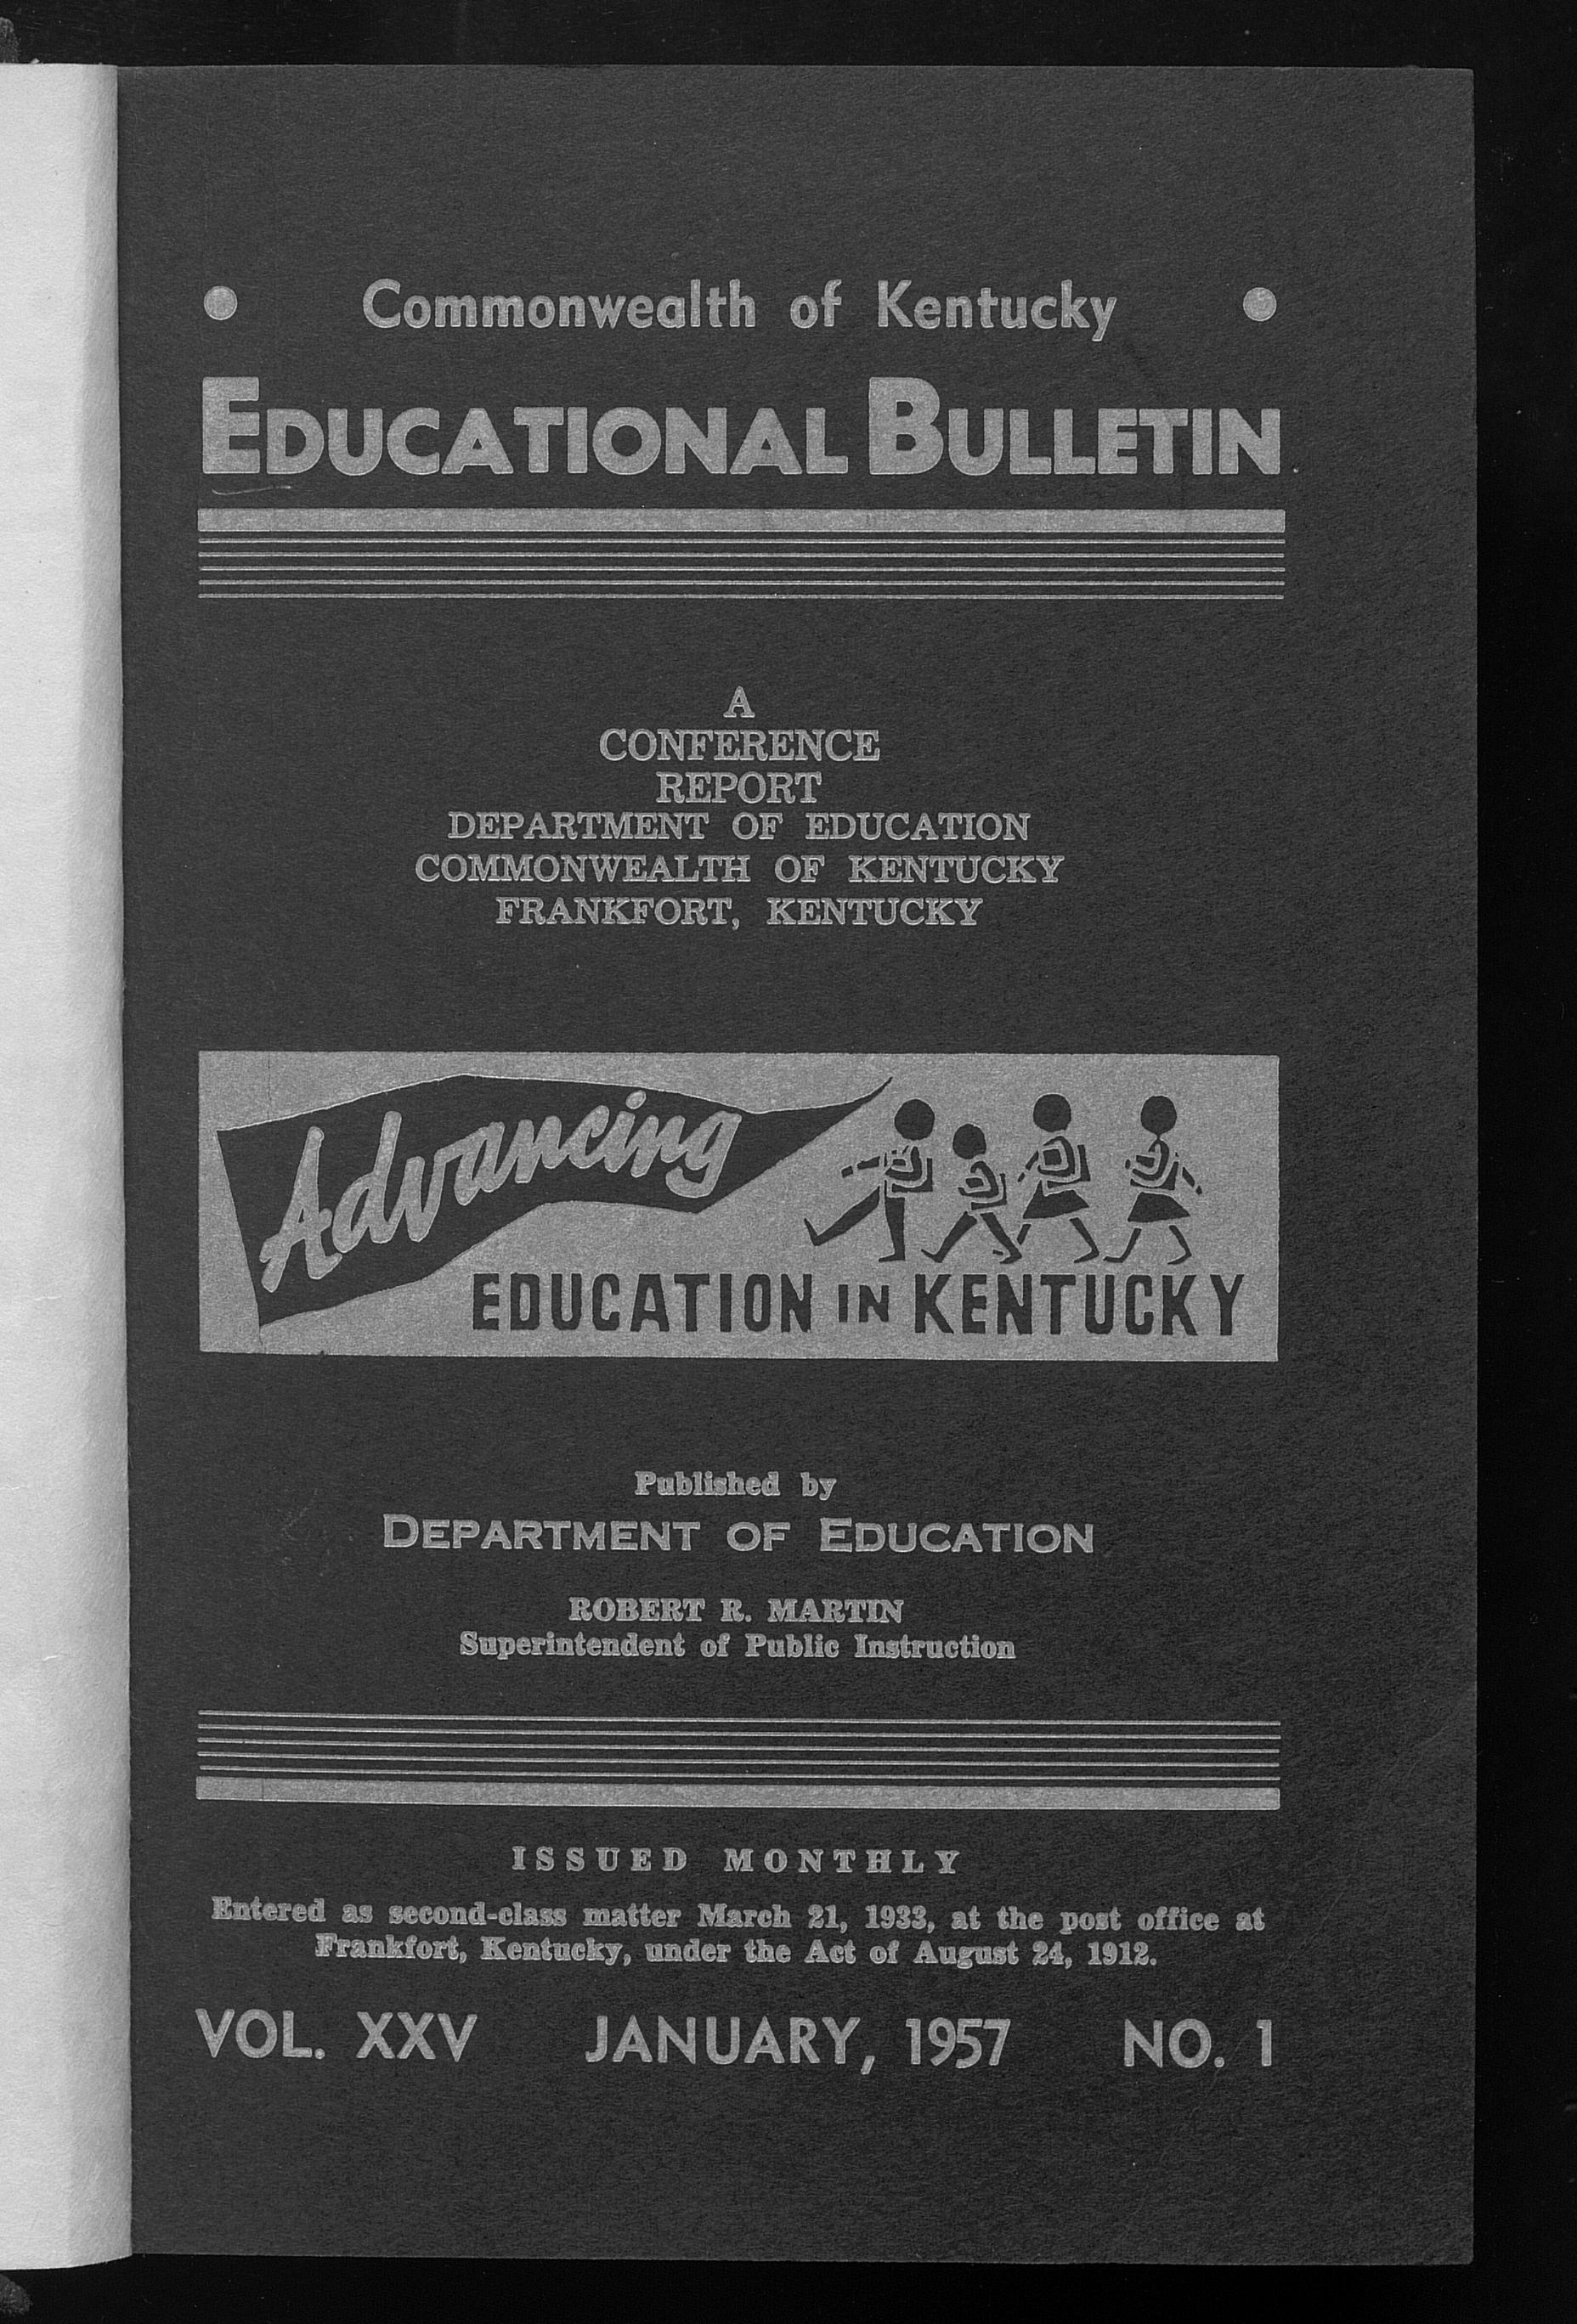 Commonwealth of Kentucky
EDUCATIONAL BULLETIN
A
CONFERENCE
REPORT
DEPARTMENT OF EDUCATION
COMMONWEALTH OF KENTUCKY
FRANKFORT, KENTUCKY
Advancing
EDUCATION IN KENTUCKY
Published by
DEPARTMENT OF EDUCATION
ROBERT R. MARTIN
Superintendent of Public Instruction
ISSUED MONTHLY
Entered as second-class matter March 21, 1933, at the post office at
Frankfort, Kentucky, under the Act of August 24, 1912.
VOL. XXV JANUARY, 1957 NO. 1